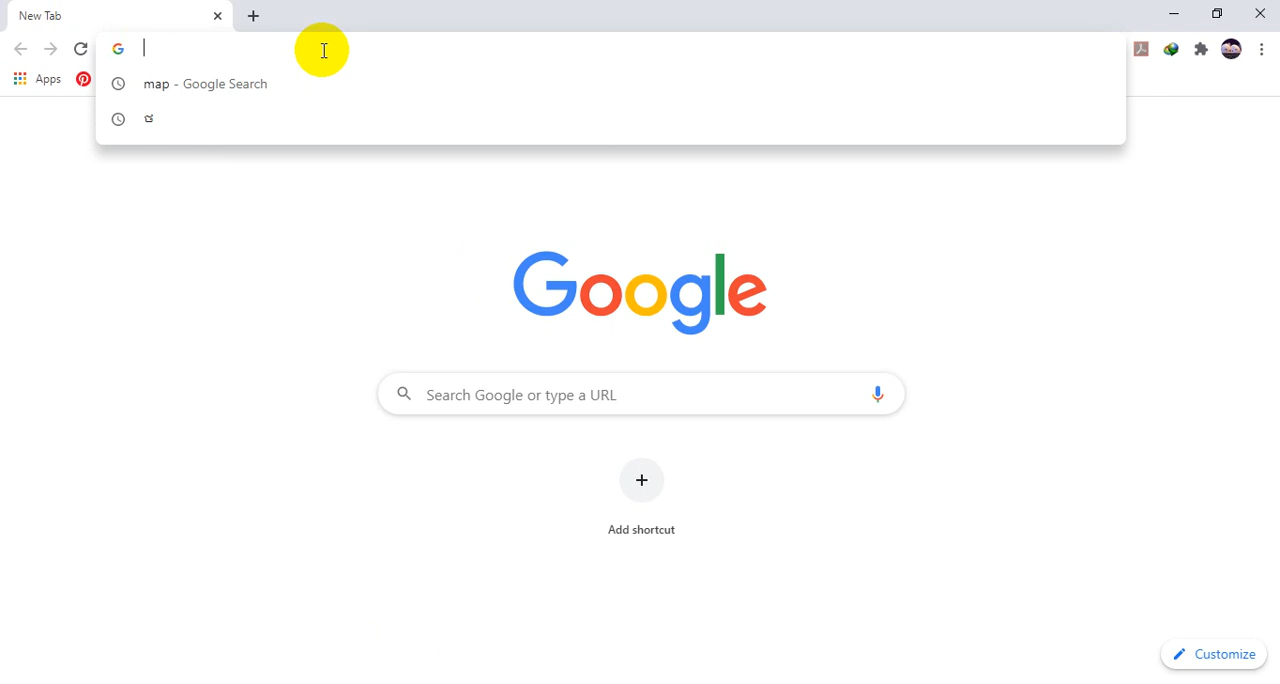 New Tab
map - Google Search
Apps
Google
Search Google or type a URL
Add shortcut
Customize